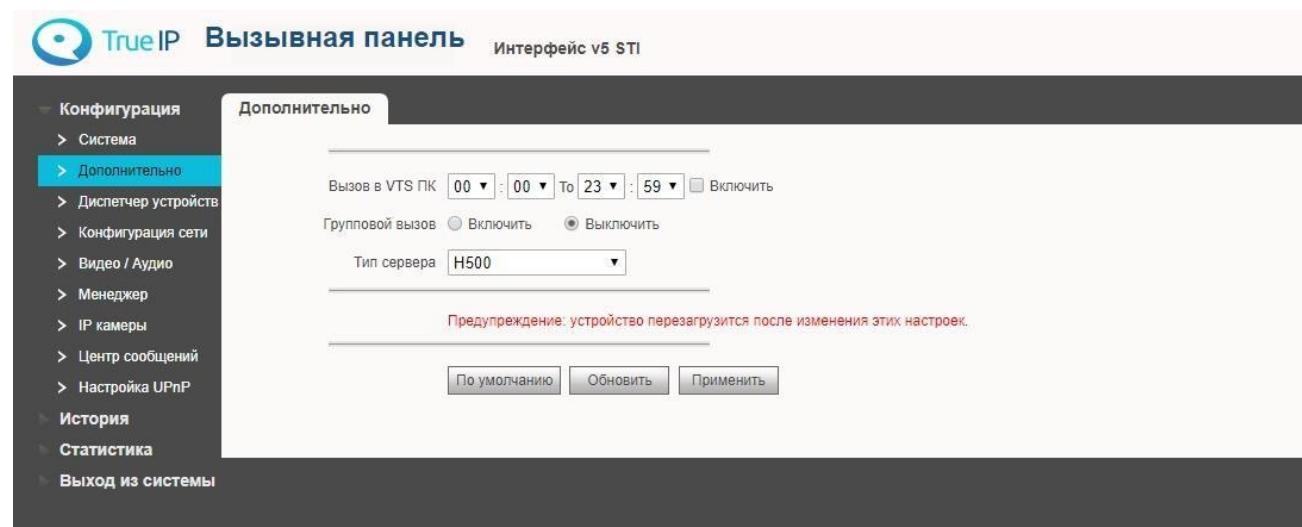 True IP Вызывная панель Интерфейс v5 STI
Конфигурация
Дополнительно
Система
Дополнительно
Диспетчер устройств
Конфигурация сети
Видео / Аудио
Менеджер
IP камеры
Центр сообщений
Настройка UPnP
История
Статистика
Выход из системы
Вызов в VTS ПК 00 : 00 To 23 : 59 Включить
Групповой вызов Включить Выключить
Тип сервера H500
Предупреждение: устройство перезагрузится после изменения этих настроек.
По умолчанию Обновить Применить